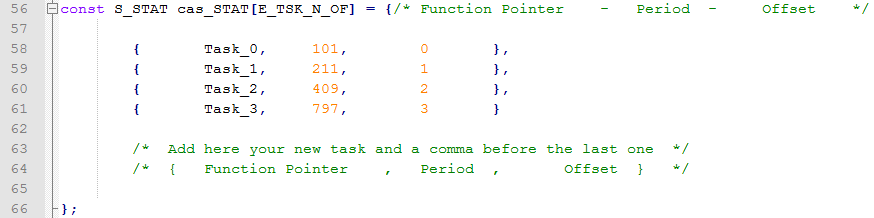 56 const S_STAT cas_STAT[E_TSK_N_OF] = {/* Function Pointer - Period - Offset */
57
58 { Task_0, 101, 0 },
59 { Task_1, 211, 1 },
60 { Task_2, 409, 2 },
61 { Task_3, 797, 3 }
62
63 /* Add here your new task and a comma before the last one */
64 /* { Function Pointer , Period , Offset } */
65
66 };